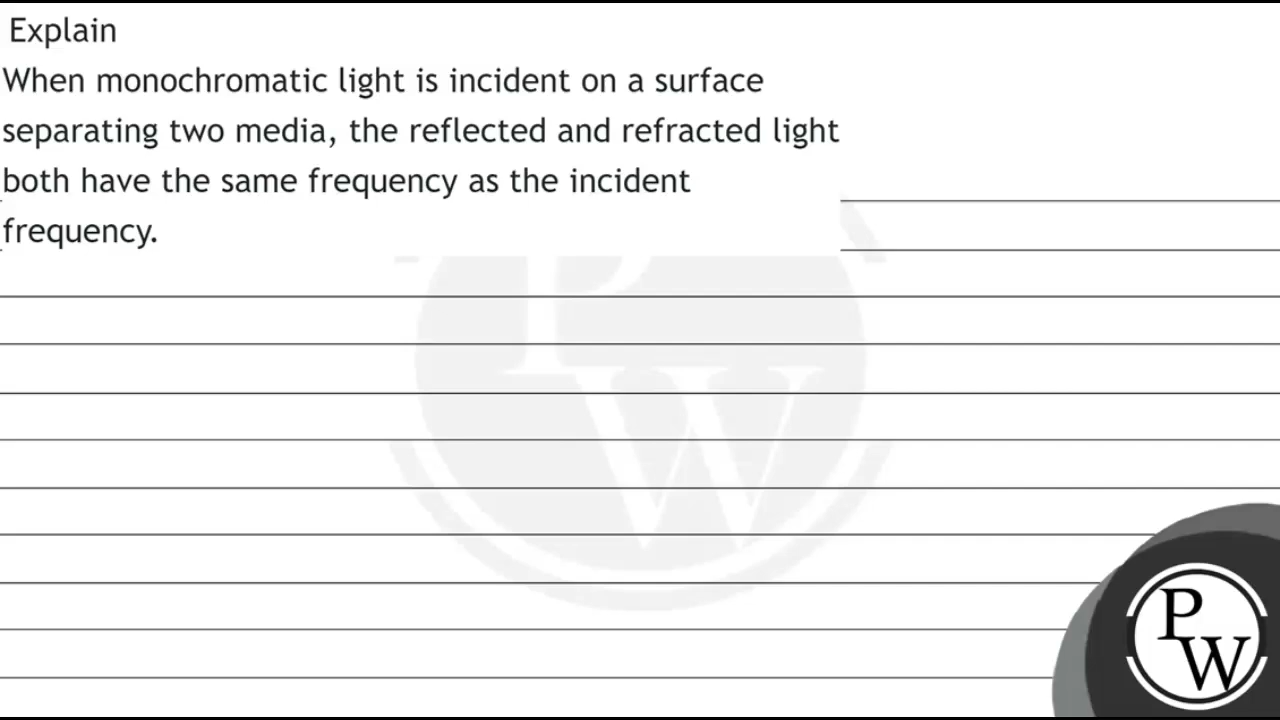 Explain
When monochromatic light is incident on a surface
separating two media, the reflected and refracted light
both have the same frequency as the incident
frequency.
PW
PW